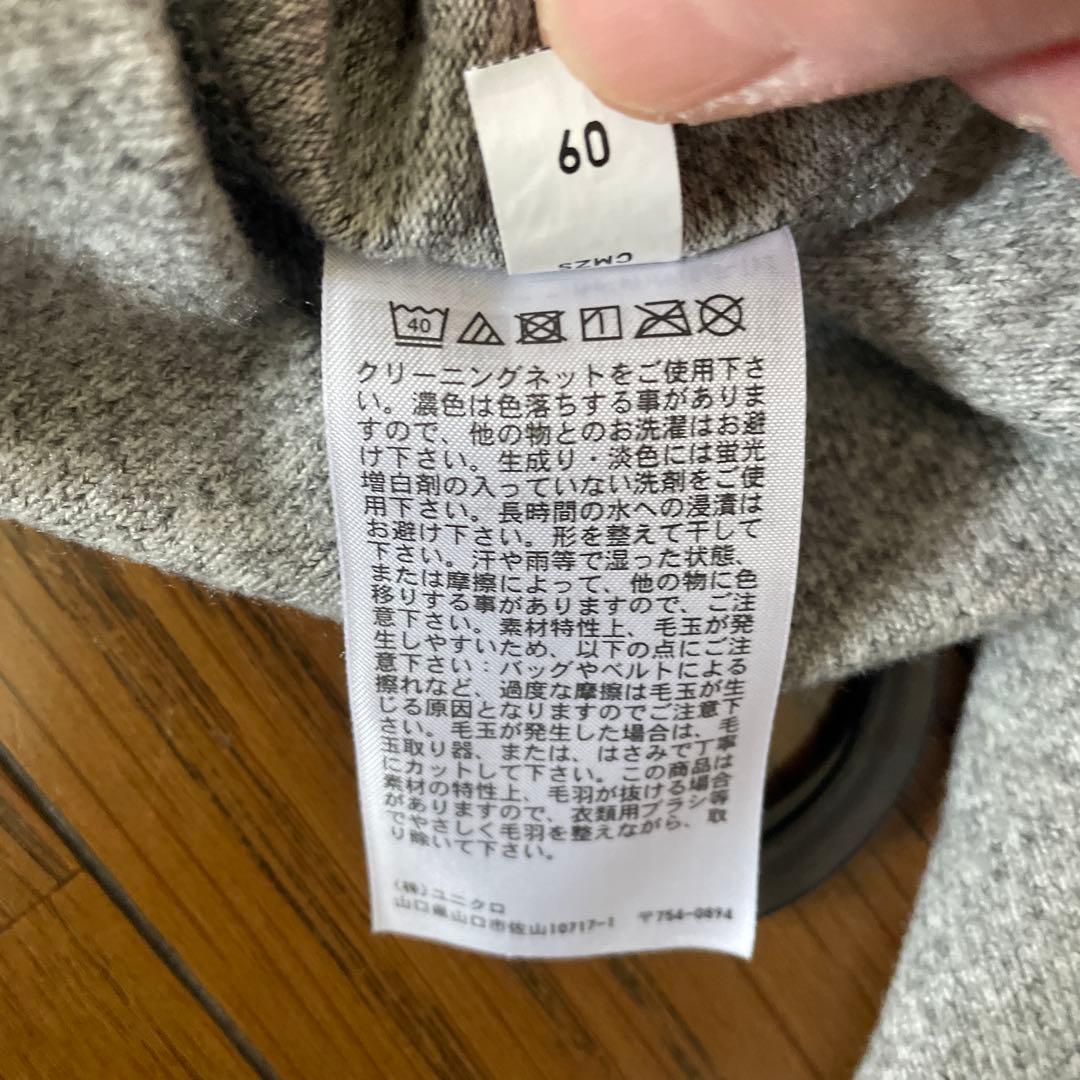 60
CMZS
40
1
クリーニングネットをご使用下さ
い。濃色は色落ちする事がありま
すので、他の物とのお洗濯はお避
け下さい。生成り・淡色には蛍光
増白剤の入っていない洗剤をご使
用下さい。長時間の水への浸漬は
お避け下さい。形を整えて干して
下さい。汗や雨等で湿った状態、
または摩擦によって、他の物に色
移りする事がありますので、ご注
意下さい。素材特性上、毛玉が発
生しやすいため、以下の点にご注
意下さい：バッグやベルトによる
擦れなど、過度な摩擦は毛玉が生
じる原因となりますのでご注意下
さい。毛玉が発生した場合は、毛
玉取り器、または、はさみで丁寧
にカットして下さい。この商品は
素材の特性上、毛羽が抜ける場合
がありますので、衣類用ブラシ等
でやさしく毛羽を整えながら、取
り除いて下さい。
(株)ユニクロ
山口県山口市佐山10717-1 〒754-0894